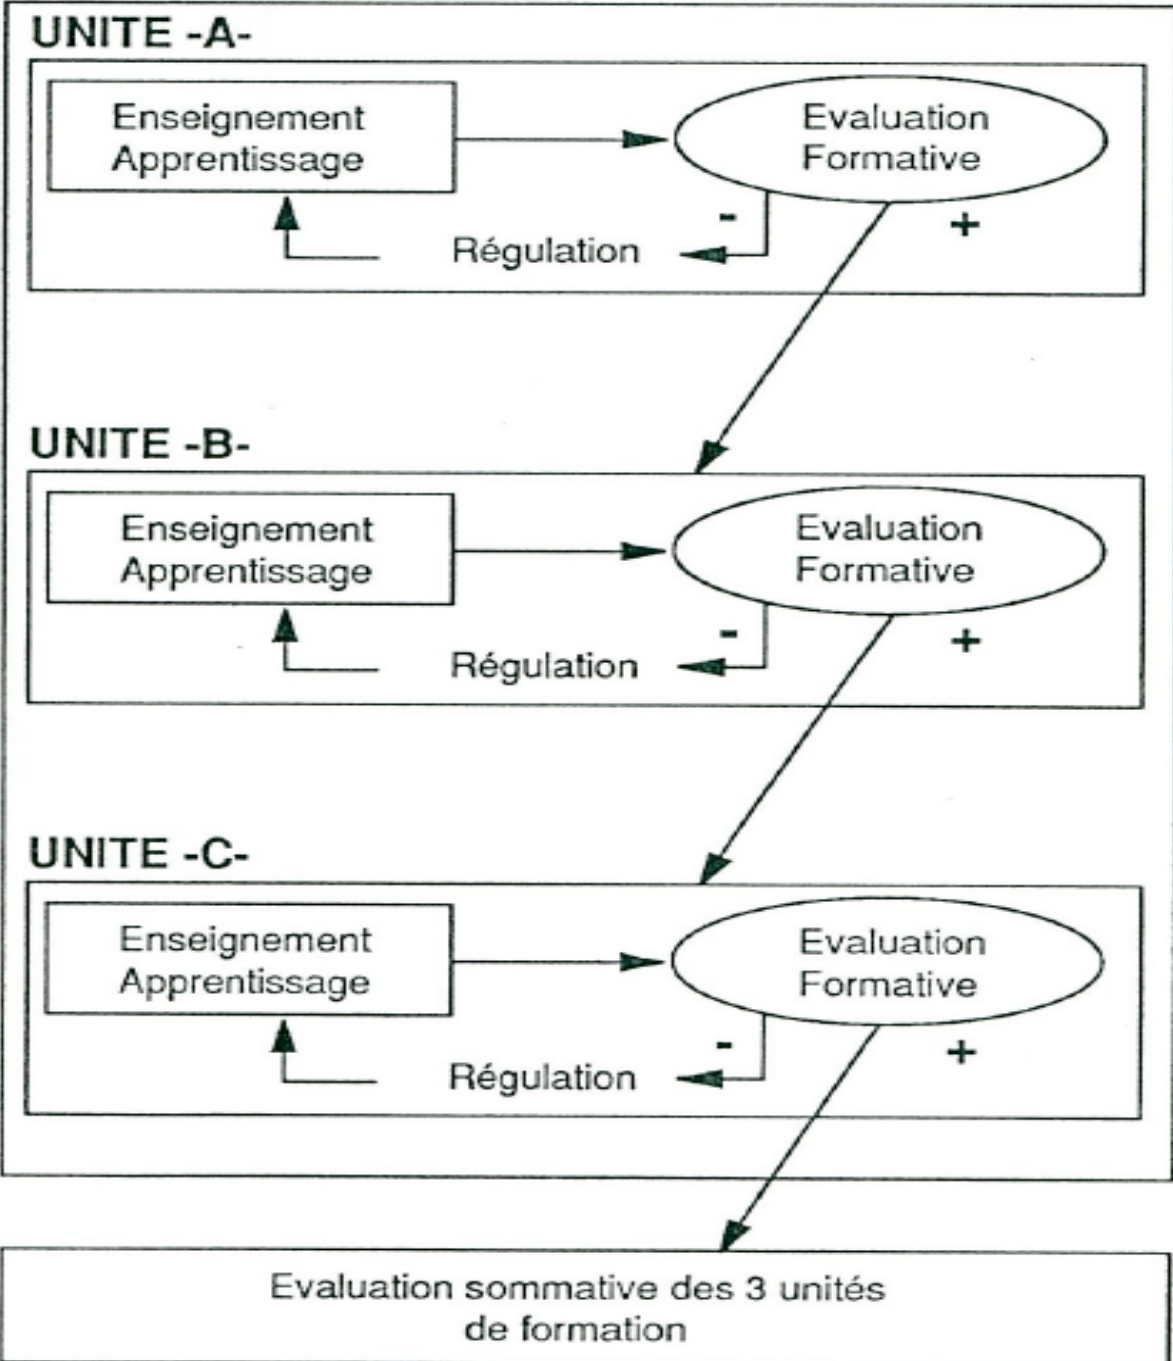 UNITE -A-
Enseignement
Apprentissage
Evaluation
Formative
-
+
Régulation
UNITE -B-
Enseignement
Apprentissage
Evaluation
Formative
-
+
Régulation
UNITE -C-
Enseignement
Apprentissage
Evaluation
Formative
-
+
Régulation
Evaluation sommative des 3 unités
de formation